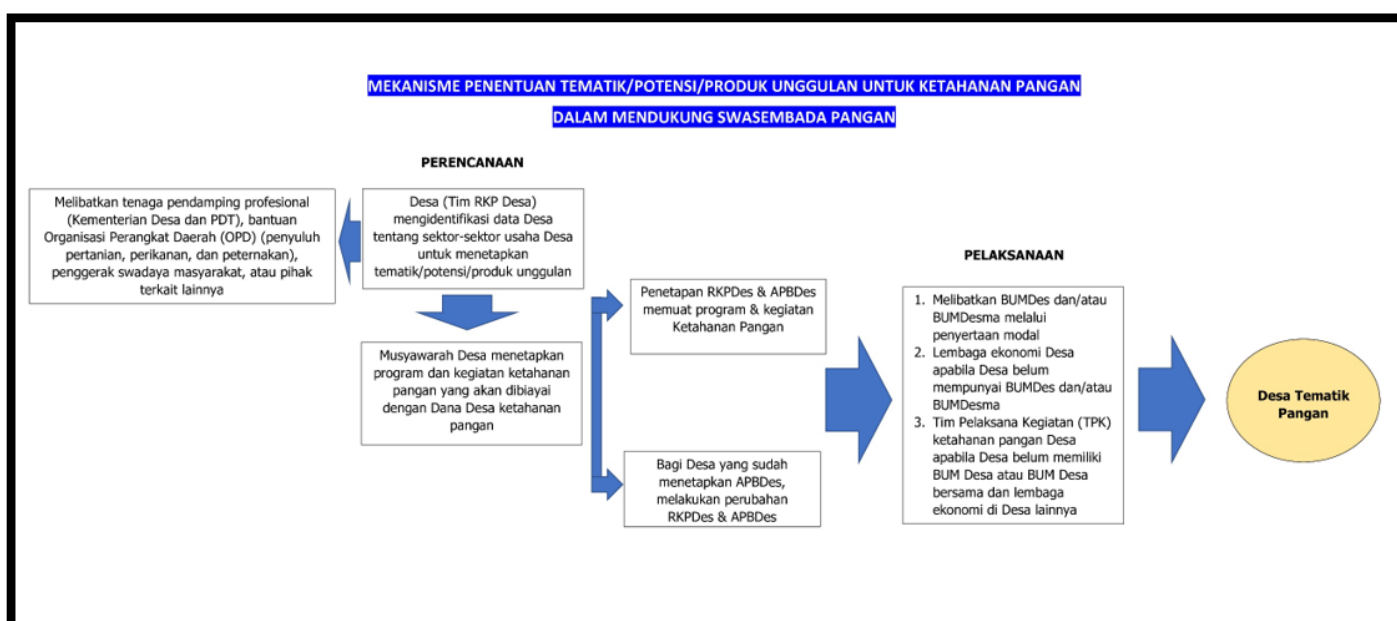 MEKANISME PENENTUAN TEMATIK/POTENSI/PRODUK UNGGULAN UNTUK KETAHANAN PANGAN
DALAM MENDUKUNG SWASEMBADA PANGAN
PERENCANAAN
Melibatkan tenaga pendamping profesional
(Kementerian Desa dan PDT), bantuan
Organisasi Perangkat Daerah (OPD) (penyuluh
pertanian, perikanan, dan peternakan),
penggerak swadaya masyarakat, atau pihak
terkait lainnya
Desa (Tim RKP Desa)
mengidentifikasi data Desa
tentang sektor-sektor usaha Desa
untuk menetapkan
tematik/potensi/produk unggulan
Musyawarah Desa menetapkan
program dan kegiatan ketahanan
pangan yang akan dibiayai
dengan Dana Desa ketahanan
pangan
Penetapan RKPDes & APBDes
memuat program & kegiatan
Ketahanan Pangan
Bagi Desa yang sudah
menetapkan APBDes,
melakukan perubahan
RKPDes & APBDes
PELAKSANAAN
1. Melibatkan BUMDes dan/atau
BUMDesma melalui
penyertaan modal
2. Lembaga ekonomi Desa
apabila Desa belum
mempunyai BUMDes dan/atau
BUMDesma
3. Tim Pelaksana Kegiatan (TPK)
ketahanan pangan Desa
apabila Desa belum memiliki
BUM Desa atau BUM Desa
bersama dan lembaga
ekonomi di Desa lainnya
Desa Tematik
Pangan